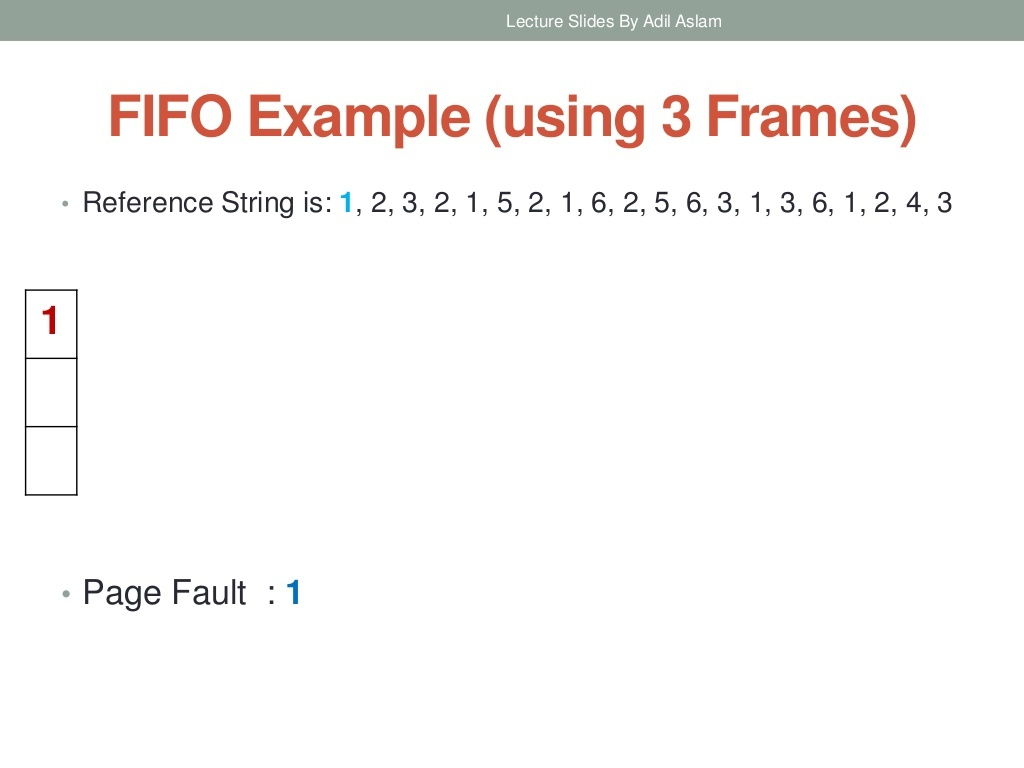 Lecture Slides By Adil Aslam
FIFO Example (using 3 Frames)
• Reference String is: 1, 2, 3, 2, 1, 5, 2, 1, 6, 2, 5, 6, 3, 1, 3, 6, 1, 2, 4, 3
1
• Page Fault : 1